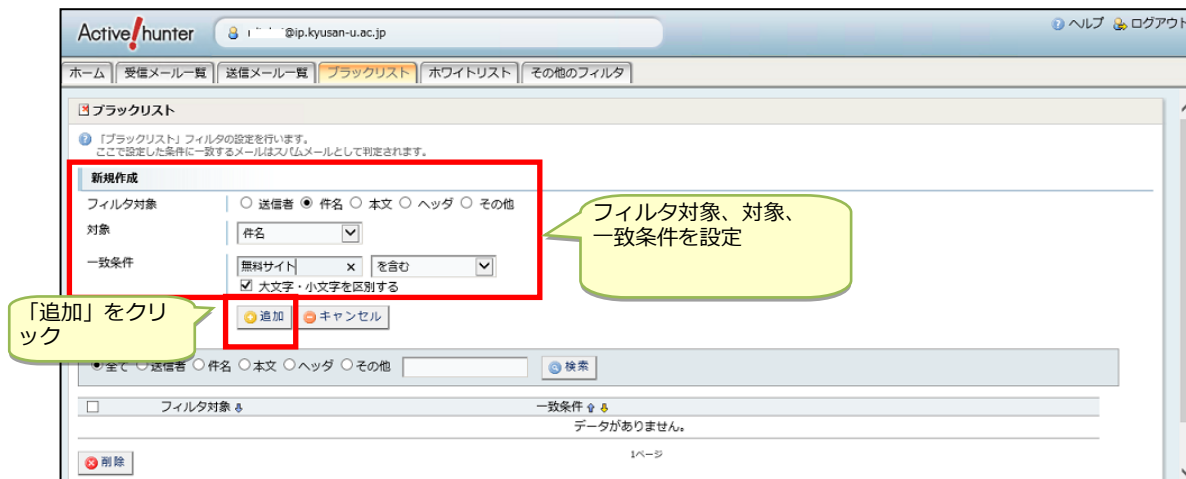 Active!hunter
@ip.kyusan-u.ac.jp
ヘルプ ログアウト
ホーム 受信メール一覧 送信メール一覧 ブラックリスト ホワイトリスト その他のフィルタ
ブラックリスト
「ブラックリスト」フィルタの設定を行います。
ここで設定した条件に一致するメールはスパムメールとして判定されます。
新規作成
フィルタ対象 送信者 件名 本文 ヘッダ その他
対象 件名
一致条件 無料サイト x を含む
大文字・小文字を区別する
フィルタ対象、対象、
一致条件を設定
「追加」をクリ
ック
追加 キャンセル
全て 送信者 件名 本文 ヘッダ その他 検索
フィルタ対象 一致条件
データがありません。
削除 1ページ